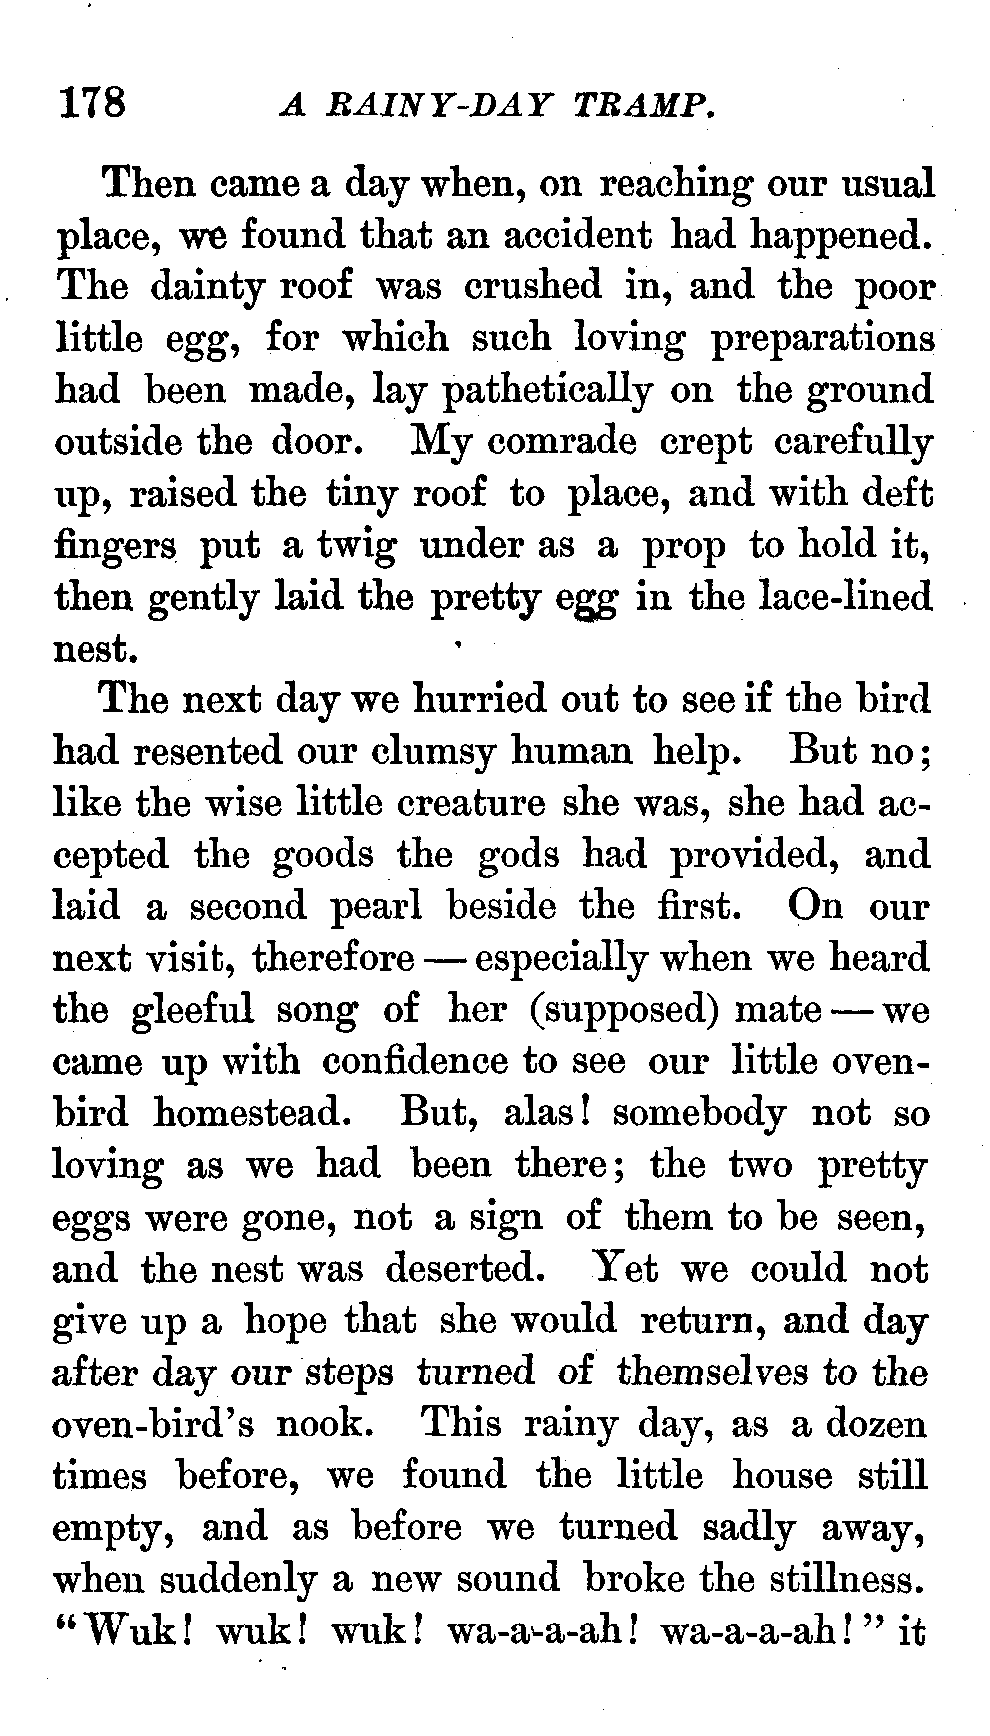 178 A RAINY-DAY TRAMP.
Then came a day when, on reaching our usual
place, we found that an accident had happened.
The dainty roof was crushed in, and the poor
little egg, for which such loving preparations
had been made, lay pathetically on the ground
outside the door. My comrade crept carefully
up, raised the tiny roof to place, and with deft
fingers put a twig under as a prop to hold it,
then gently laid the pretty egg in the lace-lined
nest.
The next day we hurried out to see if the bird
had resented our clumsy human help. But no;
like the wise little creature she was, she had ac-
cepted the goods the gods had provided, and
laid a second pearl beside the first. On our
next visit, therefore — especially when we heard
the gleeful song of her (supposed) mate — we
came up with confidence to see our little oven-
bird homestead. But, alas! somebody not so
loving as we had been there; the two pretty
eggs were gone, not a sign of them to be seen,
and the nest was deserted. Yet we could not
give up a hope that she would return, and day
after day our steps turned of themselves to the
oven-bird's nook. This rainy day, as a dozen
times before, we found the little house still
empty, and as before we turned sadly away,
when suddenly a new sound broke the stillness.
“Wuk! wuk! wuk! wa-a-a-ah! wa-a-a-ah!” it